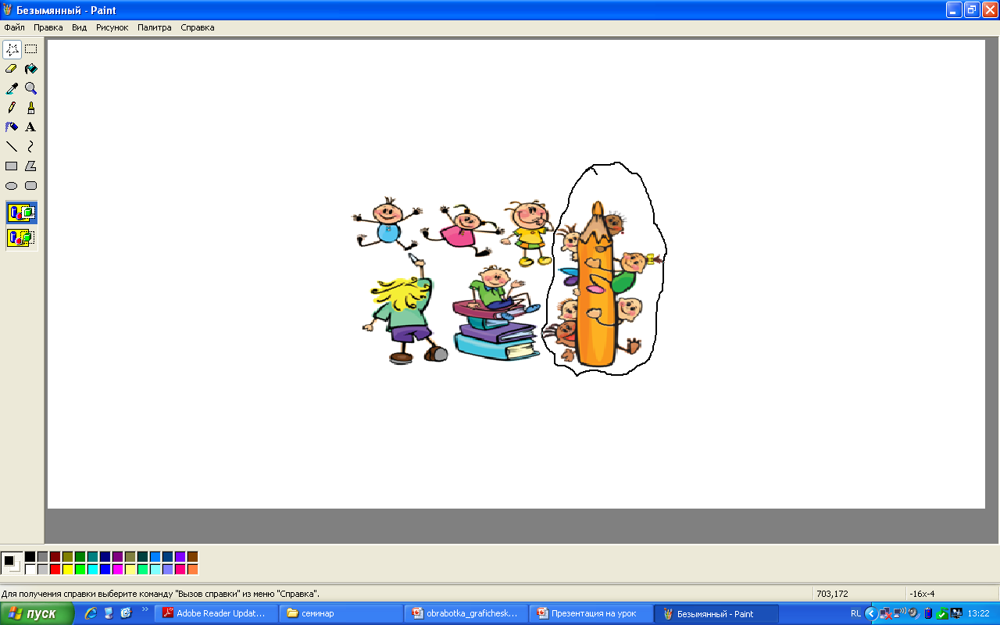 Безымянный - Paint
Файл Правка Вид Рисунок Палитра Справка
A
Для получения справки выберите команду "Вызов справки" из меню "Справка".
703,172
-16x-4
пуск
Adobe Reader Updat...
семинар
obrabotka_graficheski...
Презентация на урок
Безымянный - Paint
RL
13:22